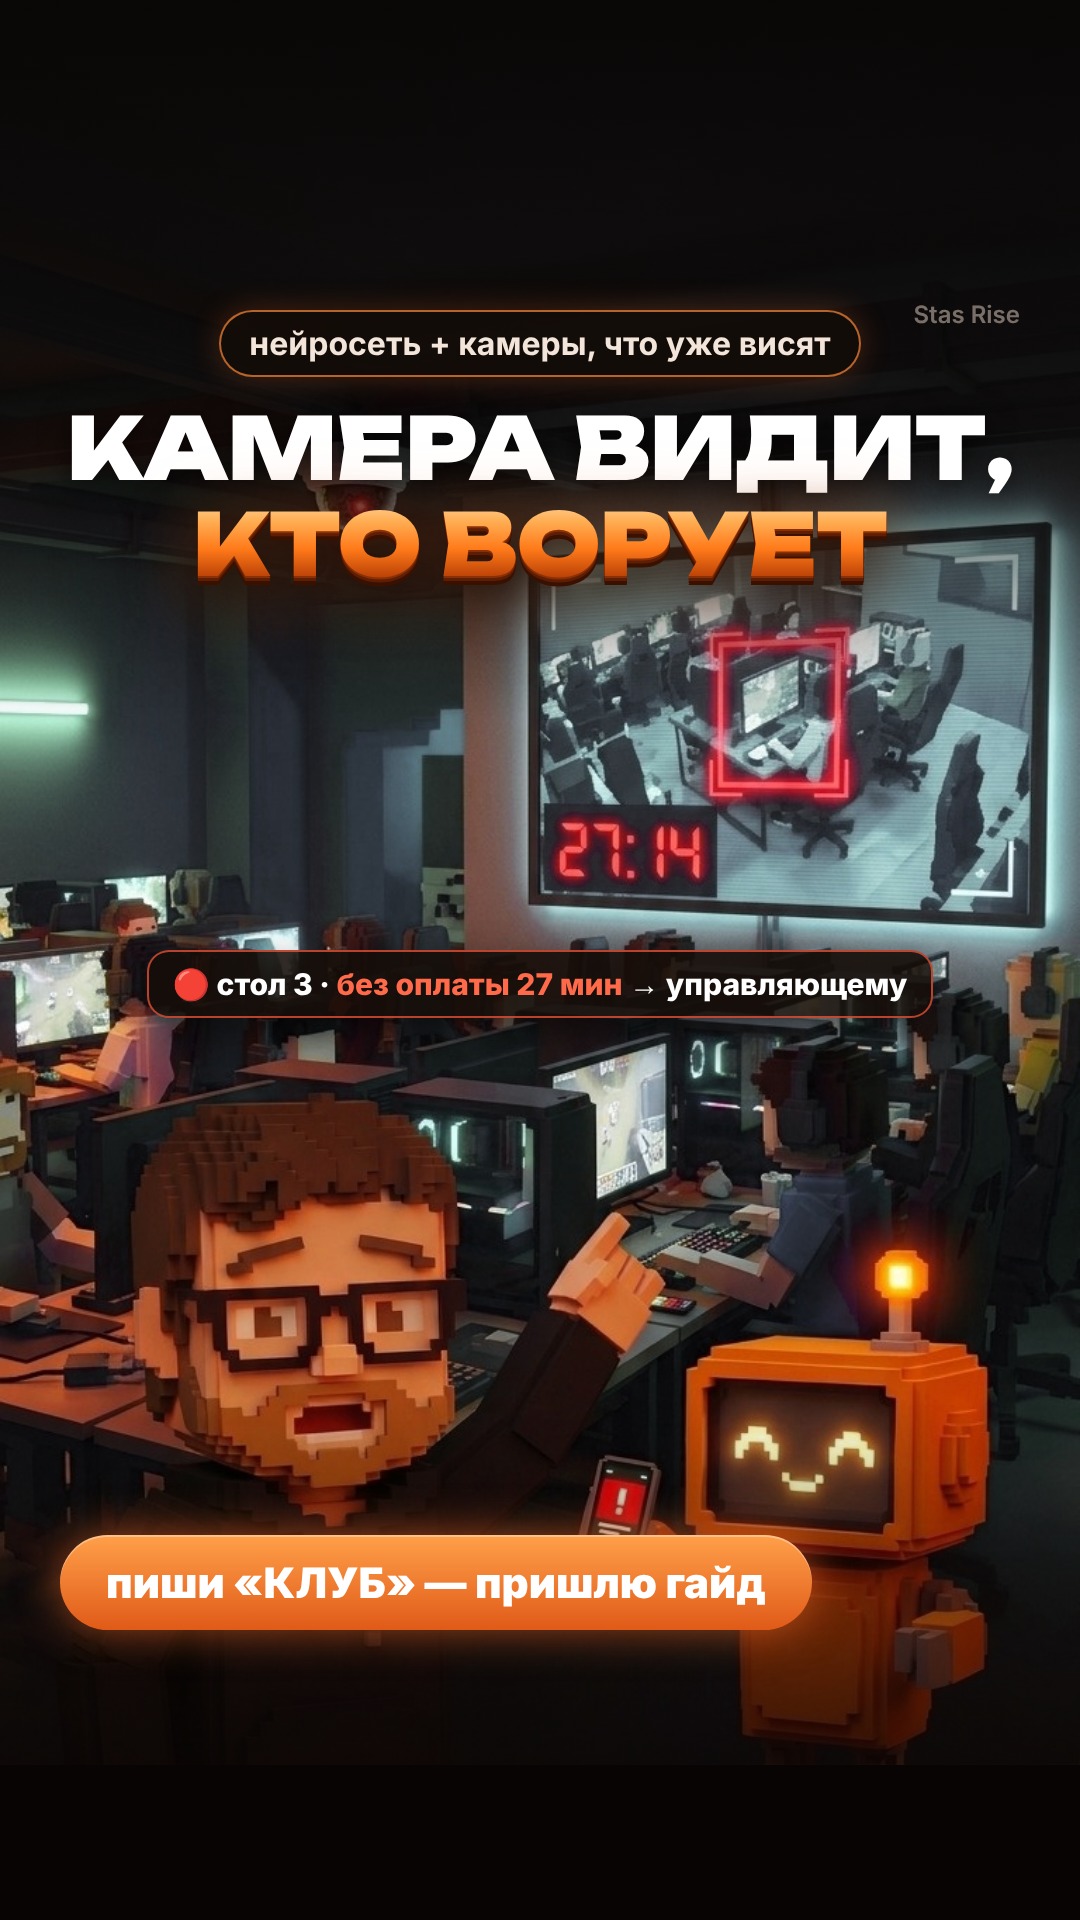 Stas Rise
нейросеть + камеры, что уже висят
КАМЕРА ВИДИТ,
КТО ВОРУЕТ
27:14
🔴 стол 3 · без оплаты 27 мин → управляющему
!
пиши «КЛУБ» — пришлю гайд